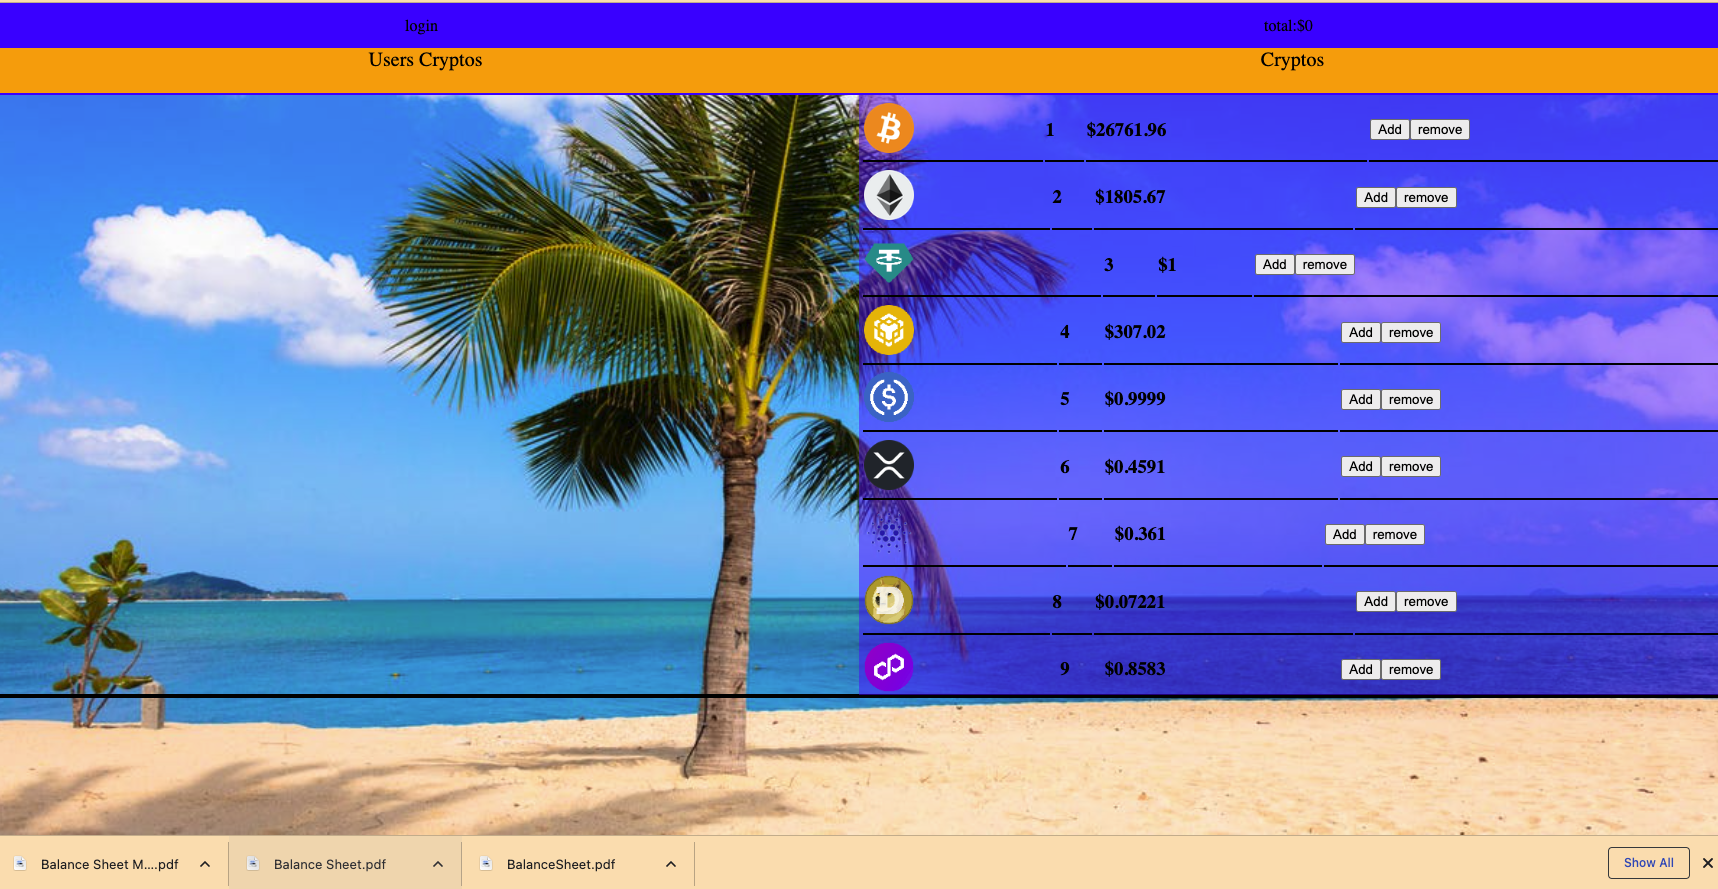 login total:$0
Users Cryptos Cryptos
1 $26761.96 Add remove
2 $1805.67 Add remove
3 $1 Add remove
4 $307.02 Add remove
5 $0.9999 Add remove
6 $0.4591 Add remove
7 $0.361 Add remove
8 $0.07221 Add remove
9 $0.8583 Add remove
Balance Sheet M....pdf Balance Sheet.pdf BalanceSheet.pdf Show All